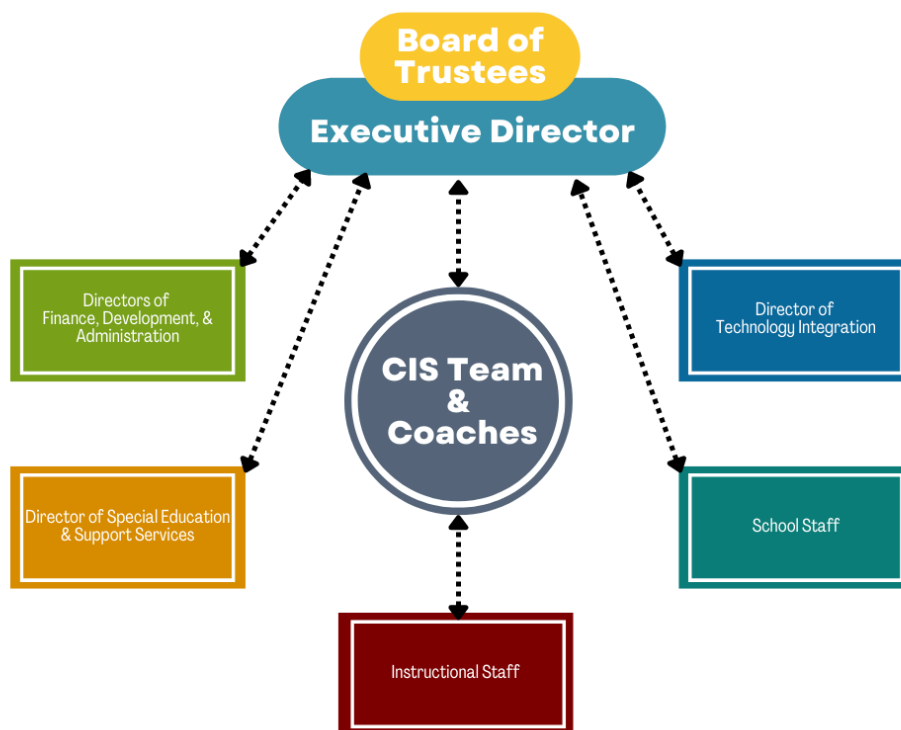 Board of
Trustees
Executive Director
Directors of
Finance, Development, &
Administration
Director of
Technology Integration
CIS Team
&
Coaches
Director of Special Education
& Support Services
School Staff
Instructional Staff